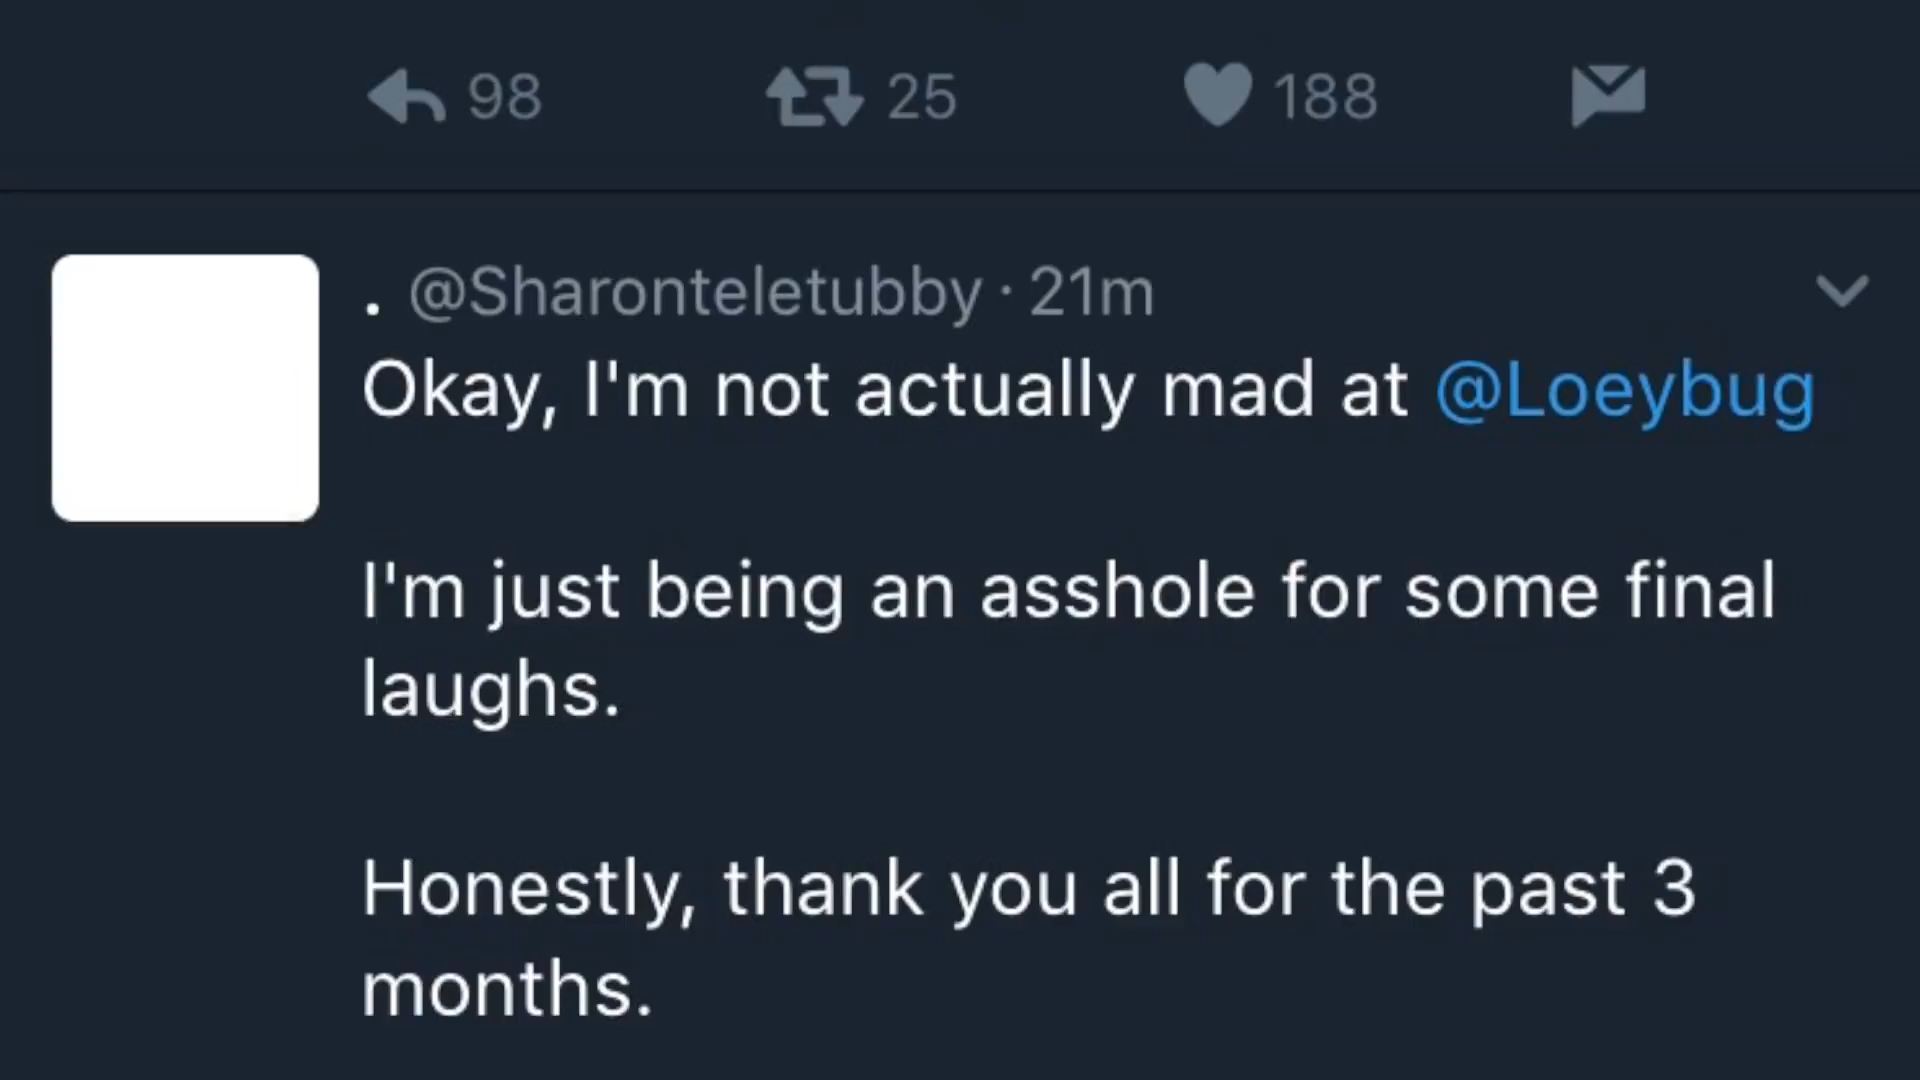 98 25 188
. @Sharonteletubby · 21m
Okay, I'm not actually mad at @Loeybug
I'm just being an asshole for some final
laughs.
Honestly, thank you all for the past 3
months.